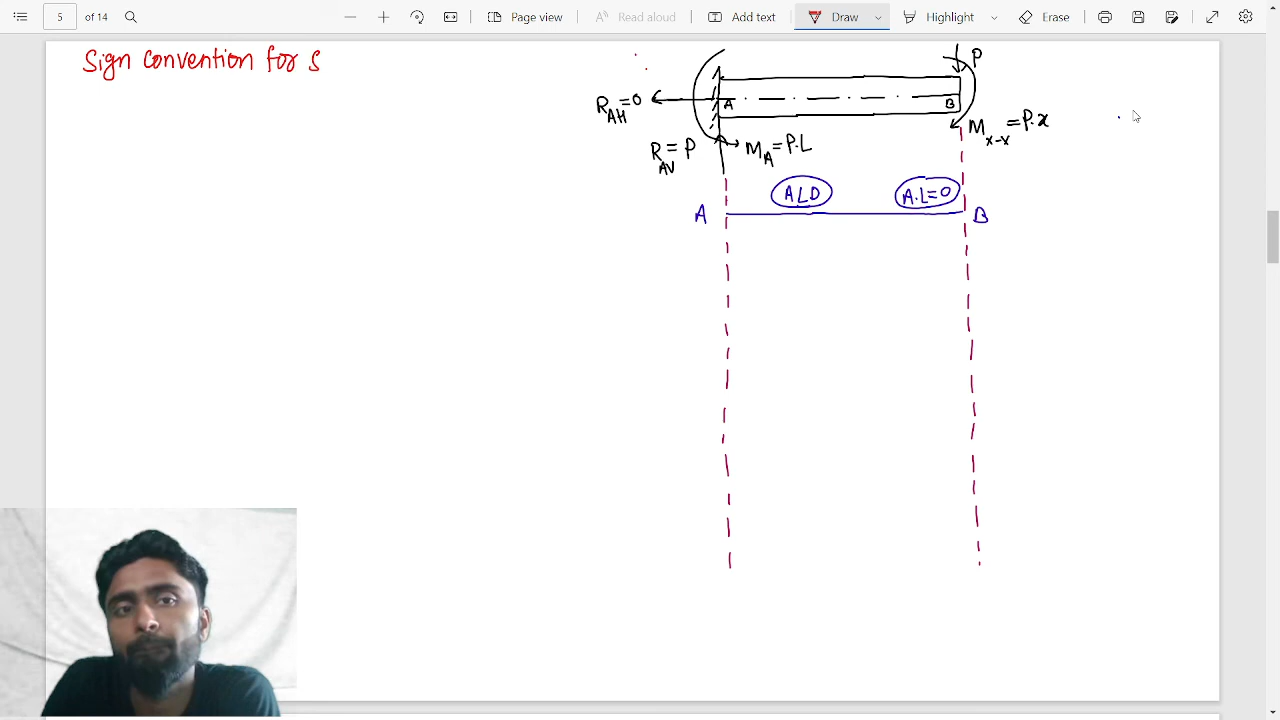 5 of 14 Page view Read aloud Add text Draw Highlight Erase
Sign convention for S
P
R_AH=0
A
B
M_x-x=P.x
R_AV=P
M_A=P.L
ALD
A.L=0
A
B